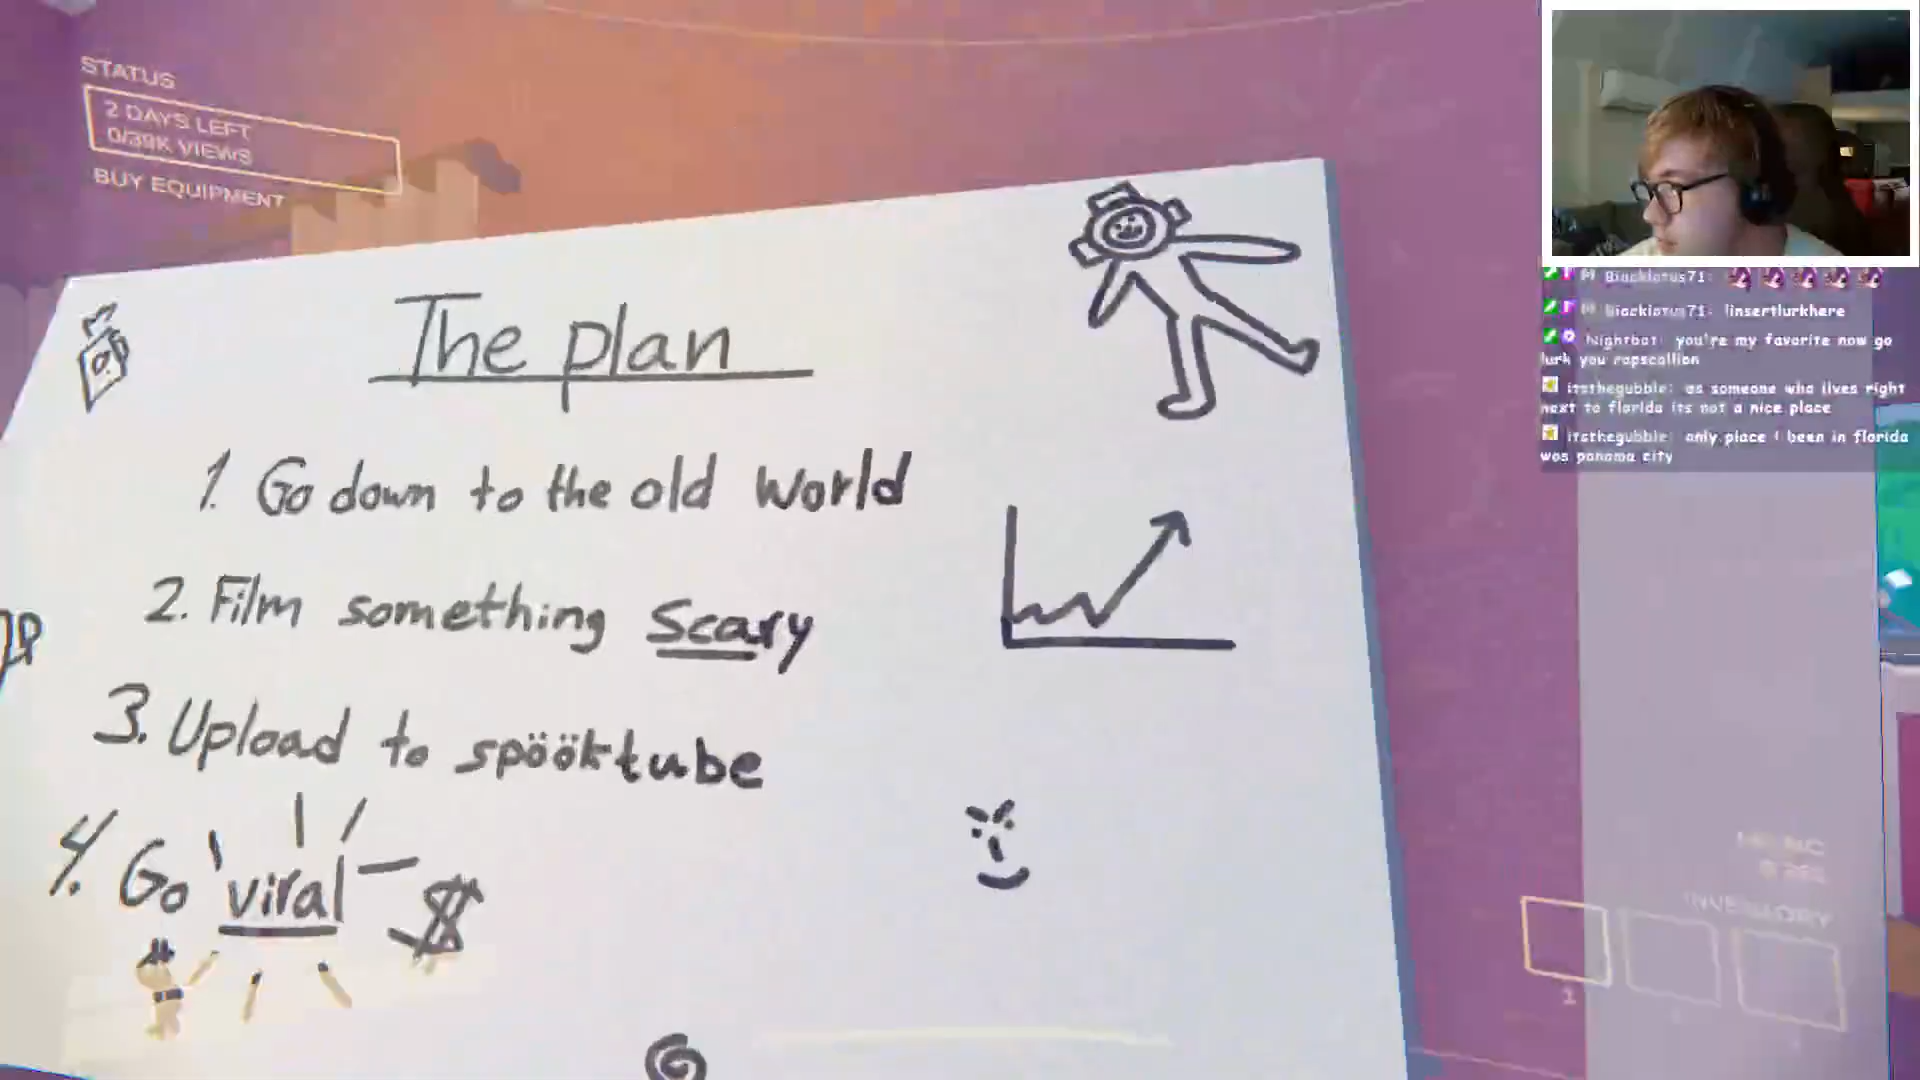 STATUS
2 DAYS LEFT
0/39K VIEWS
BUY EQUIPMENT
The plan
1. Go down to the old world
2. Film something scary
3. Upload to spööktube
4. Go viral $
Blacklotus71:
Blacklotus71: !insertlurkhere
Nightbot: you're my favorite now go
lurk you rapscallion
itsthegubble: as someone who lives right
next to florida its not a nice place
itsthegubble: only place i been in florida
was panama city
INVENTORY
1